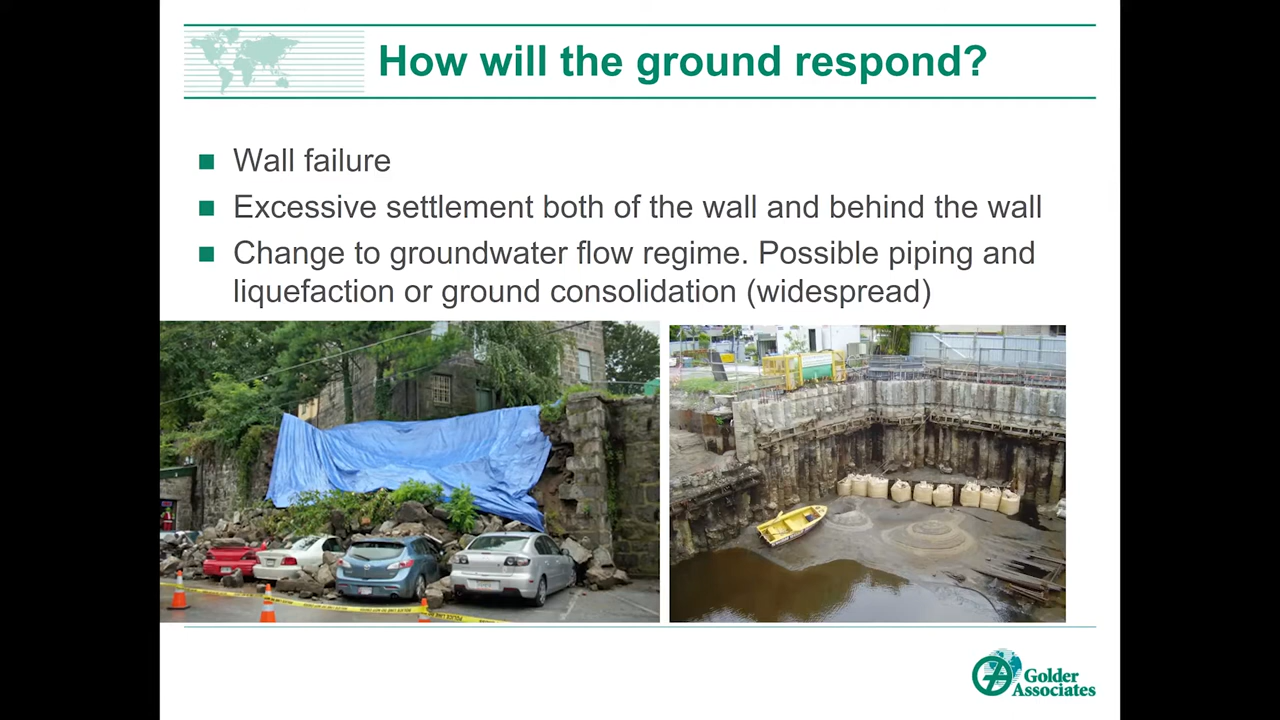 How will the ground respond?
Wall failure
Excessive settlement both of the wall and behind the wall
Change to groundwater flow regime. Possible piping and
liquefaction or ground consolidation (widespread)
Golder
Associates